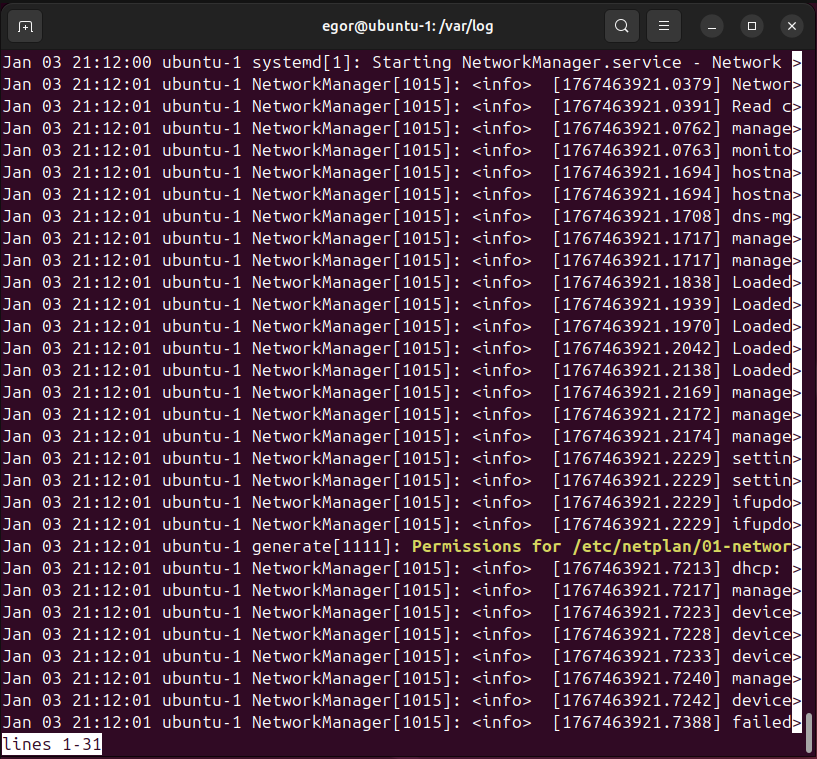 egor@ubuntu-1: /var/log
Jan 03 21:12:00 ubuntu-1 systemd[1]: Starting NetworkManager.service - Network >
Jan 03 21:12:01 ubuntu-1 NetworkManager[1015]: <info>  [1767463921.0379] Networ>
Jan 03 21:12:01 ubuntu-1 NetworkManager[1015]: <info>  [1767463921.0391] Read c>
Jan 03 21:12:01 ubuntu-1 NetworkManager[1015]: <info>  [1767463921.0762] manage>
Jan 03 21:12:01 ubuntu-1 NetworkManager[1015]: <info>  [1767463921.0763] monito>
Jan 03 21:12:01 ubuntu-1 NetworkManager[1015]: <info>  [1767463921.1694] hostna>
Jan 03 21:12:01 ubuntu-1 NetworkManager[1015]: <info>  [1767463921.1694] hostna>
Jan 03 21:12:01 ubuntu-1 NetworkManager[1015]: <info>  [1767463921.1708] dns-mg>
Jan 03 21:12:01 ubuntu-1 NetworkManager[1015]: <info>  [1767463921.1717] manage>
Jan 03 21:12:01 ubuntu-1 NetworkManager[1015]: <info>  [1767463921.1717] manage>
Jan 03 21:12:01 ubuntu-1 NetworkManager[1015]: <info>  [1767463921.1838] Loaded>
Jan 03 21:12:01 ubuntu-1 NetworkManager[1015]: <info>  [1767463921.1939] Loaded>
Jan 03 21:12:01 ubuntu-1 NetworkManager[1015]: <info>  [1767463921.1970] Loaded>
Jan 03 21:12:01 ubuntu-1 NetworkManager[1015]: <info>  [1767463921.2042] Loaded>
Jan 03 21:12:01 ubuntu-1 NetworkManager[1015]: <info>  [1767463921.2138] Loaded>
Jan 03 21:12:01 ubuntu-1 NetworkManager[1015]: <info>  [1767463921.2169] manage>
Jan 03 21:12:01 ubuntu-1 NetworkManager[1015]: <info>  [1767463921.2172] manage>
Jan 03 21:12:01 ubuntu-1 NetworkManager[1015]: <info>  [1767463921.2174] manage>
Jan 03 21:12:01 ubuntu-1 NetworkManager[1015]: <info>  [1767463921.2229] settin>
Jan 03 21:12:01 ubuntu-1 NetworkManager[1015]: <info>  [1767463921.2229] settin>
Jan 03 21:12:01 ubuntu-1 NetworkManager[1015]: <info>  [1767463921.2229] ifupdo>
Jan 03 21:12:01 ubuntu-1 NetworkManager[1015]: <info>  [1767463921.2229] ifupdo>
Jan 03 21:12:01 ubuntu-1 generate[1111]: Permissions for /etc/netplan/01-networ>
Jan 03 21:12:01 ubuntu-1 NetworkManager[1015]: <info>  [1767463921.7213] dhcp: >
Jan 03 21:12:01 ubuntu-1 NetworkManager[1015]: <info>  [1767463921.7217] manage>
Jan 03 21:12:01 ubuntu-1 NetworkManager[1015]: <info>  [1767463921.7223] device>
Jan 03 21:12:01 ubuntu-1 NetworkManager[1015]: <info>  [1767463921.7228] device>
Jan 03 21:12:01 ubuntu-1 NetworkManager[1015]: <info>  [1767463921.7233] device>
Jan 03 21:12:01 ubuntu-1 NetworkManager[1015]: <info>  [1767463921.7240] manage>
Jan 03 21:12:01 ubuntu-1 NetworkManager[1015]: <info>  [1767463921.7242] device>
Jan 03 21:12:01 ubuntu-1 NetworkManager[1015]: <info>  [1767463921.7388] failed>
lines 1-31